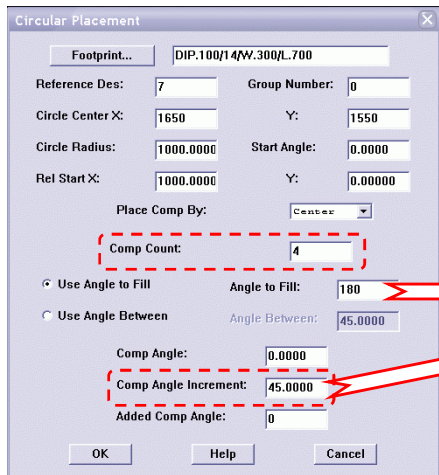 Circular Placement
Footprint... DIP.100/14/W.300/L.700
Reference Des: 7 Group Number: 0
Circle Center X: 1650 Y: 1550
Circle Radius: 1000.0000 Start Angle: 0.0000
Rel Start X: 1000.0000 Y: 0.00000
Place Comp By: Center
Comp Count: 4
Use Angle to Fill Angle to Fill: 180
Use Angle Between Angle Between: 45.0000
Comp Angle: 0.0000
Comp Angle Increment: 45.0000
Added Comp Angle: 0
OK Help Cancel